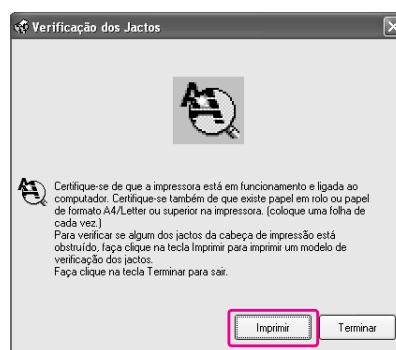 Verificação dos Jactos
Certifique-se de que a impressora está em funcionamento e ligada ao
computador. Certifique-se também de que existe papel em rolo ou papel
de formato A4/Letter ou superior na impressora. (coloque uma folha de
cada vez.)
Para verificar se algum dos jactos da cabeça de impressão está
obstruído, faça clique na tecla Imprimir para imprimir um modelo de
verificação dos jactos.
Faça clique na tecla Terminar para sair.
Imprimir
Terminar